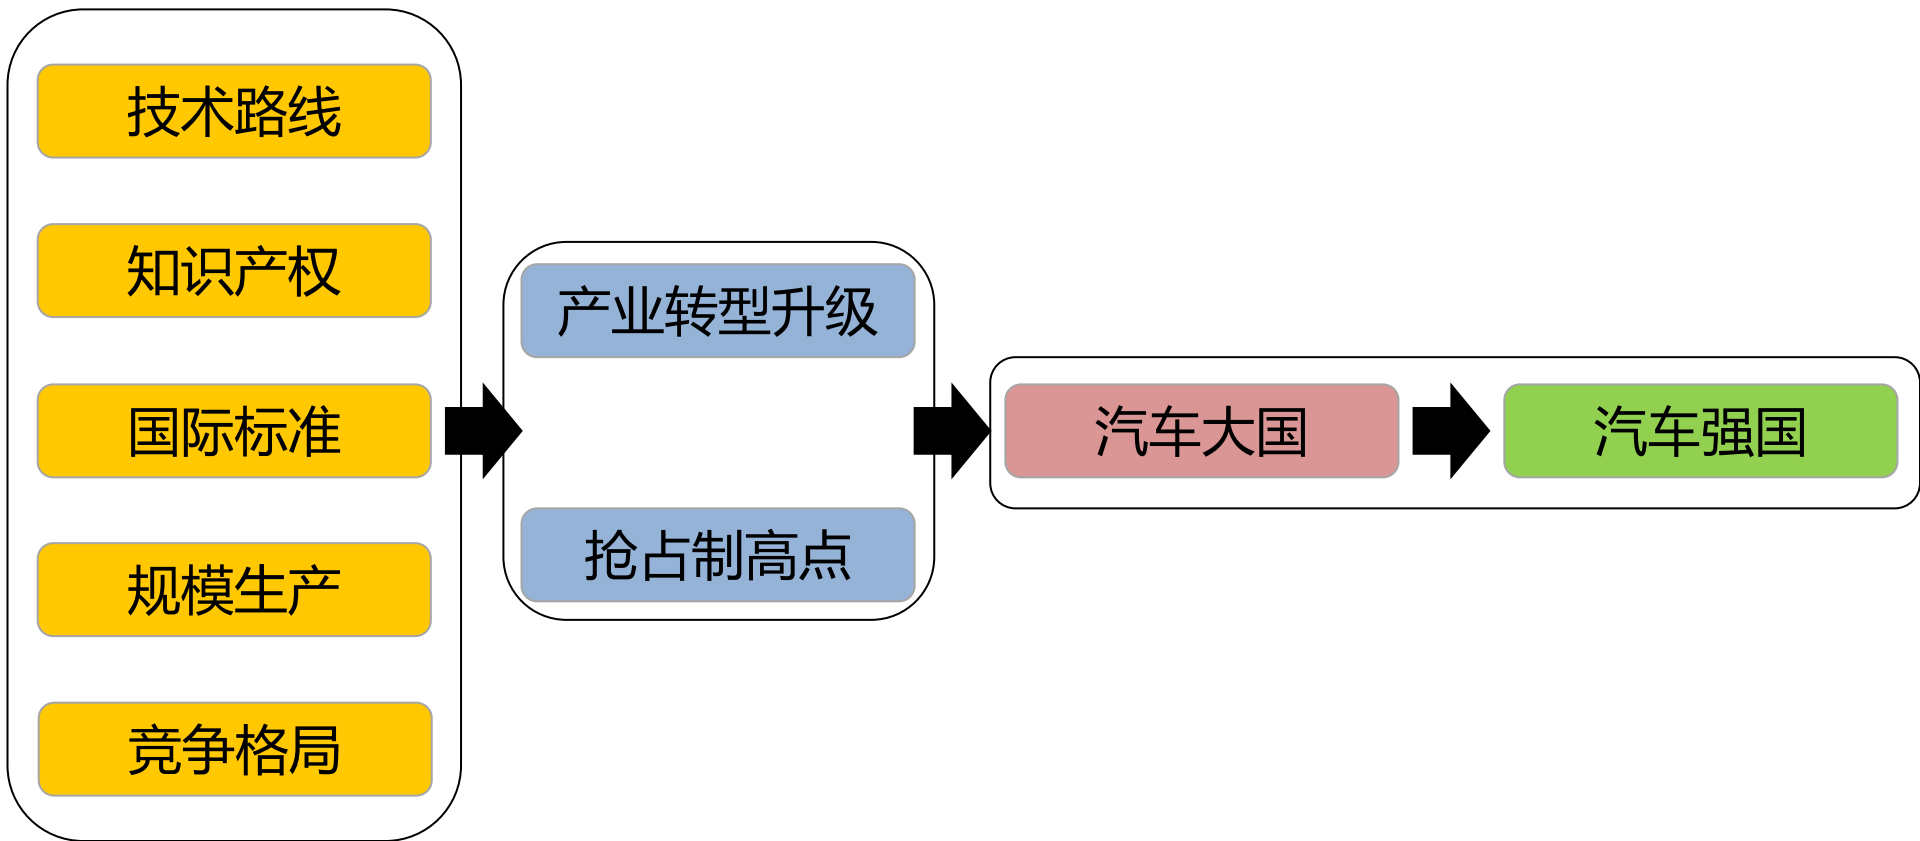 技术路线
知识产权
国际标准
规模生产
竞争格局
产业转型升级
抢占制高点
汽车大国
汽车强国